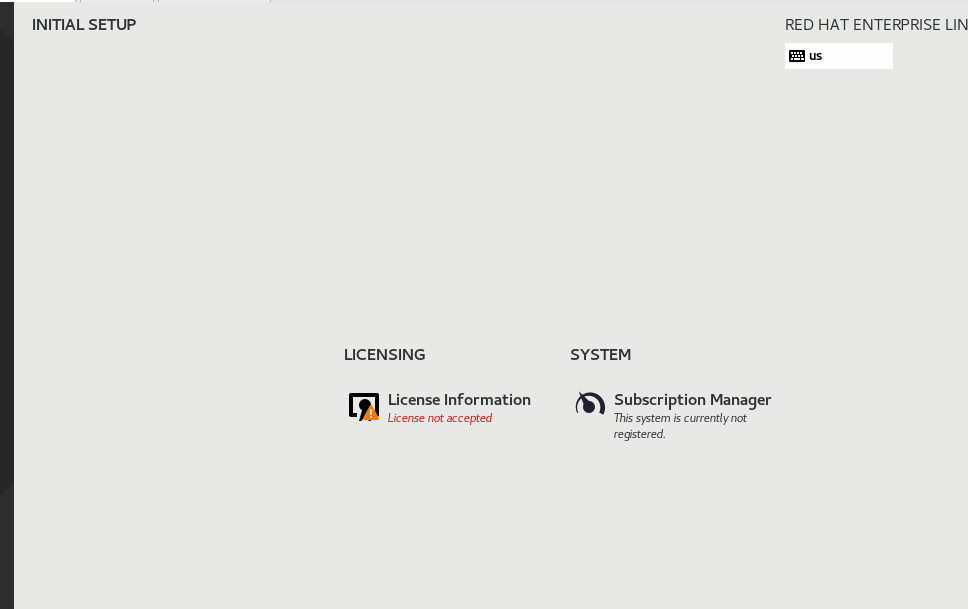 INITIAL SETUP
RED HAT ENTERPRISE LIN
us
LICENSING
SYSTEM
License Information
License not accepted
Subscription Manager
This system is currently not
registered.